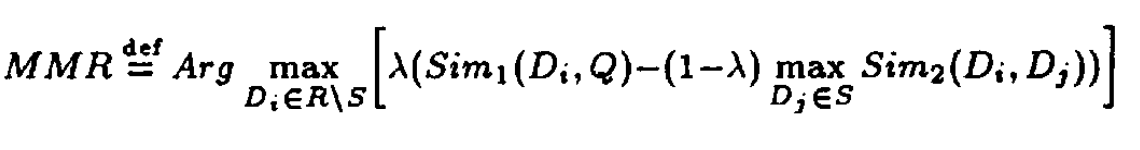 MMR ≝ Arg max_{D_i∈R\S} [λ(Sim_1(D_i, Q)−(1−λ) max_{D_j∈S} Sim_2(D_i, D_j))]